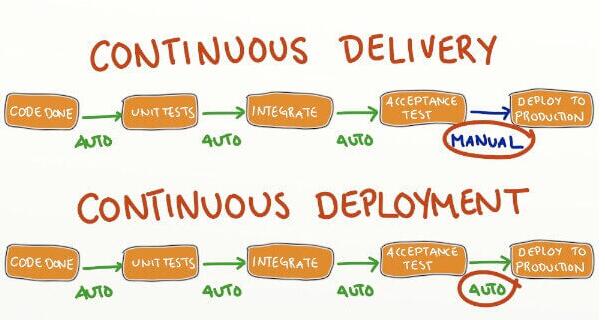 CONTINUOUS DELIVERY
CODE DONE
UNIT TESTS
INTEGRATE
ACCEPTANCE
TEST
DEPLOY TO
PRODUCTION
AUTO
AUTO
AUTO
MANUAL
CONTINUOUS DEPLOYMENT
CODE DONE
UNIT TESTS
INTEGRATE
ACCEPTANCE
TEST
DEPLOY TO
PRODUCTION
AUTO
AUTO
AUTO
AUTO